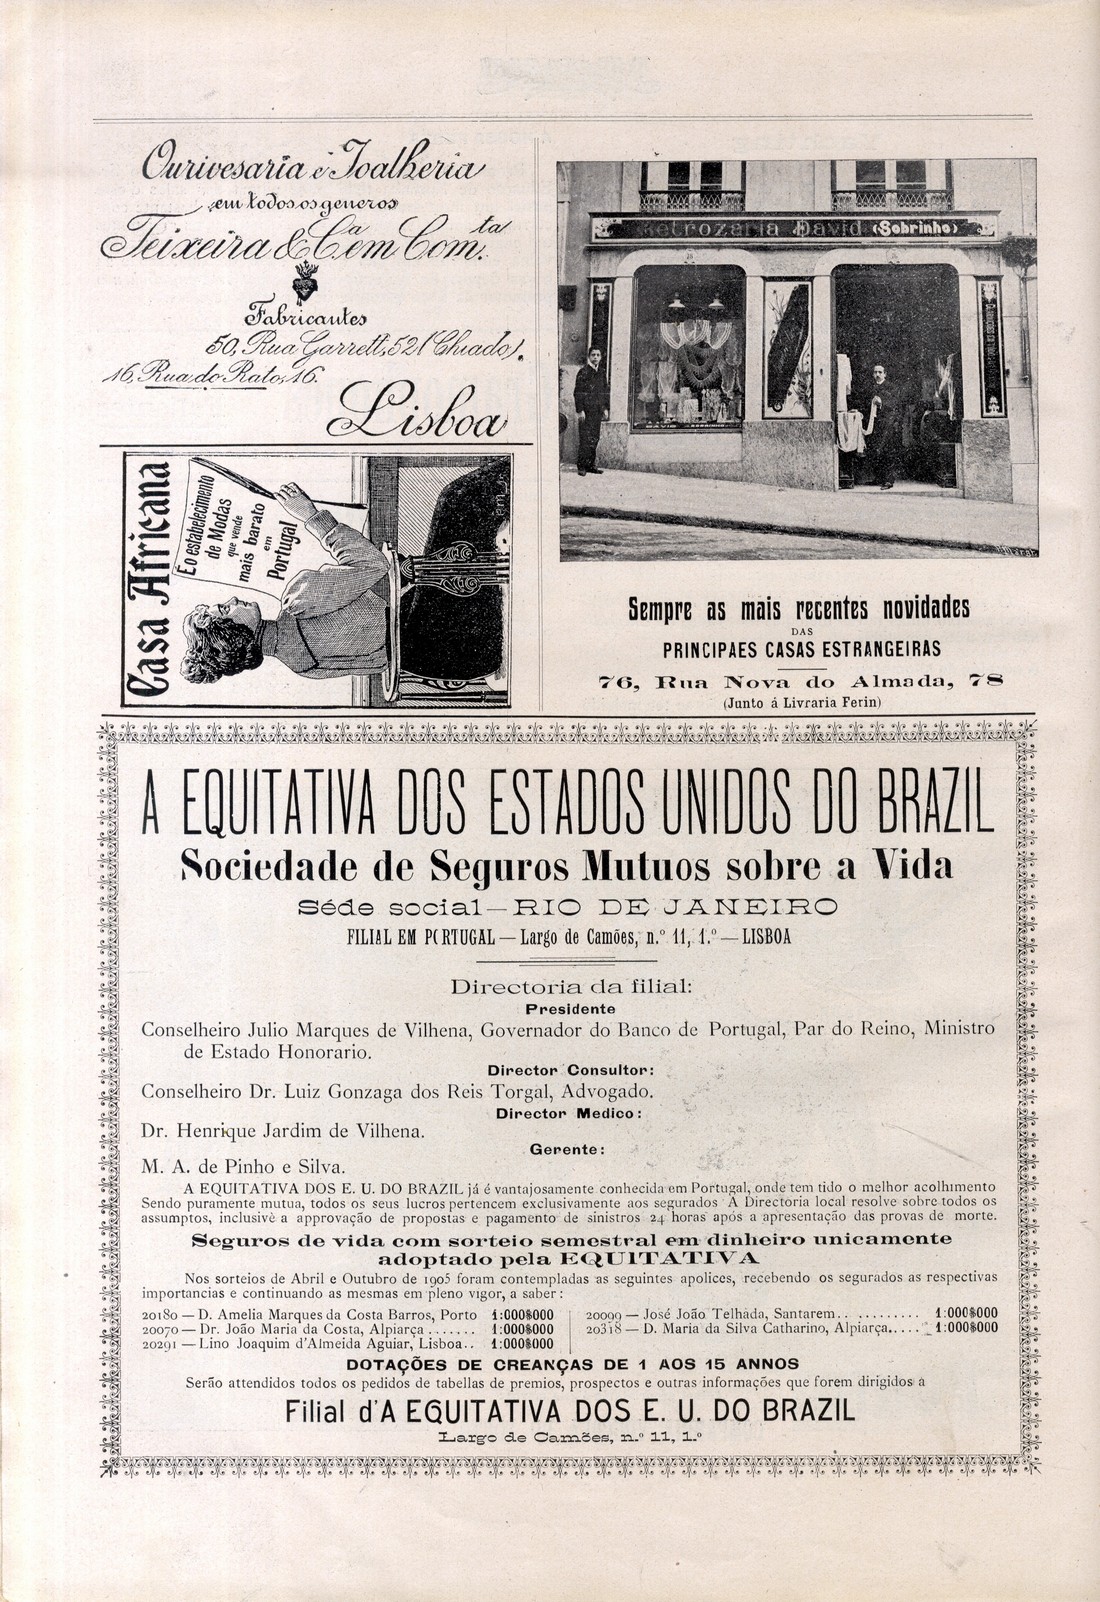 Ourivesaria e Joalheria
em todos os generos
Teixeira & Cª em Com.ta
Fabricantes
50, Rua Garrett, 52 (Chiado).
16, Rua do Rato, 16.
Lisboa
Casa Africana
E o estabelecimento
de Modas
que vende
mais barato
em
Portugal
Retrozaria David (Sobrinho)
Sempre as mais recentes novidades
DAS
PRINCIPAES CASAS ESTRANGEIRAS
76, Rua Nova do Almada, 78
(Junto á Livraria Ferin)
A EQUITATIVA DOS ESTADOS UNIDOS DO BRAZIL
Sociedade de Seguros Mutuos sobre a Vida
Séde social—RIO DE JANEIRO
FILIAL EM PORTUGAL — Largo de Camões, n.º 11, 1.º — LISBOA
Directoria da filial:
Presidente
Conselheiro Julio Marques de Vilhena, Governador do Banco de Portugal, Par do Reino, Ministro
de Estado Honorario.
Director Consultor:
Conselheiro Dr. Luiz Gonzaga dos Reis Torgal, Advogado.
Director Medico:
Dr. Henrique Jardim de Vilhena.
Gerente:
M. A. de Pinho e Silva.
A EQUITATIVA DOS E. U. DO BRAZIL já é vantajosamente conhecida em Portugal, onde tem tido o melhor acolhimento
Sendo puramente mutua, todos os seus lucros pertencem exclusivamente aos segurados A Directoria local resolve sobre todos os
assumptos, inclusivè a approvação de propostas e pagamento de sinistros 24 horas após a apresentação das provas de morte.
Seguros de vida com sorteio semestral em dinheiro unicamente
adoptado pela EQUITATIVA
Nos sorteios de Abril e Outubro de 1905 foram contempladas as seguintes apolices, recebendo os segurados as respectivas
importancias e continuando as mesmas em pleno vigor, a saber:
20180 — D. Amelia Marques da Costa Barros, Porto 1:000$000
20070 — Dr. João Maria da Costa, Alpiarça ....... 1:000$000
20291 — Lino Joaquim d'Almeida Aguiar, Lisboa.. 1:000$000
20099 — José João Telhada, Santarem.......... 1:000$000
20318 — D. Maria da Silva Catharino, Alpiarça..... 1:000$000
DOTAÇÕES DE CREANÇAS DE 1 AOS 15 ANNOS
Serão attendidos todos os pedidos de tabellas de premios, prospectos e outras informações que forem dirigidos a
Filial d'A EQUITATIVA DOS E. U. DO BRAZIL
Largo de Camões, n.º 11, 1.º